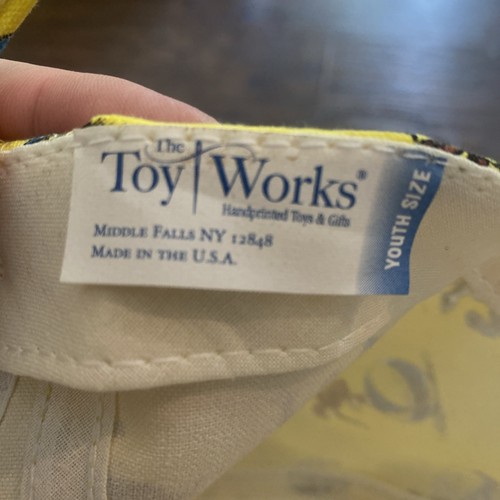 The
Toy Works®
Handprinted Toys & Gifts
MIDDLE FALLS NY 12848
MADE IN THE U.S.A.
YOUTH SIZE